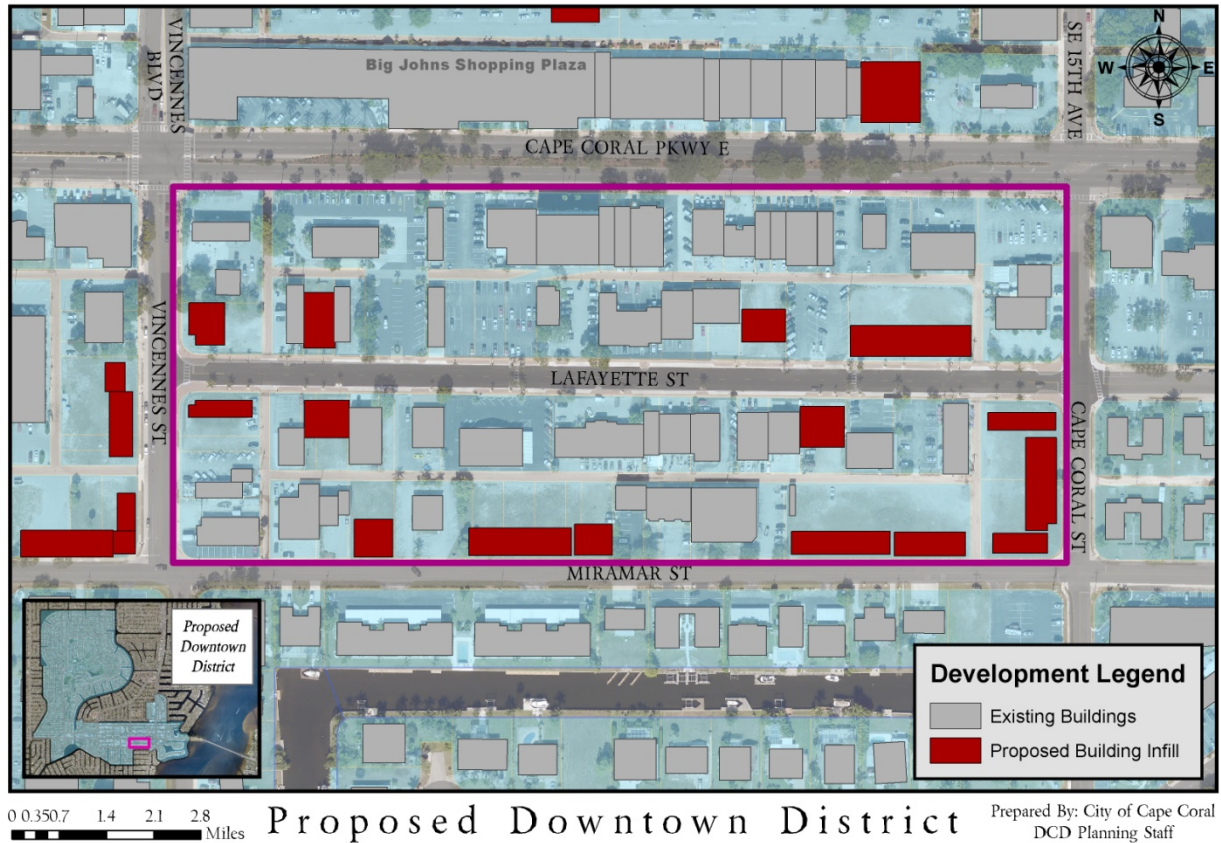 VINCENNES
BLVD
Big Johns Shopping Plaza
SE 15TH AVE
N
W
E
S
CAPE CORAL PKWY E
VINCENNES ST.
LAFAYETTE ST
CAPE CORAL ST
MIRAMAR ST
Proposed
Downtown
District
Development Legend
Existing Buildings
Proposed Building Infill
0 0.350.7 1.4 2.1 2.8
Miles
Proposed Downtown District
Prepared By: City of Cape Coral
DCD Planning Staff